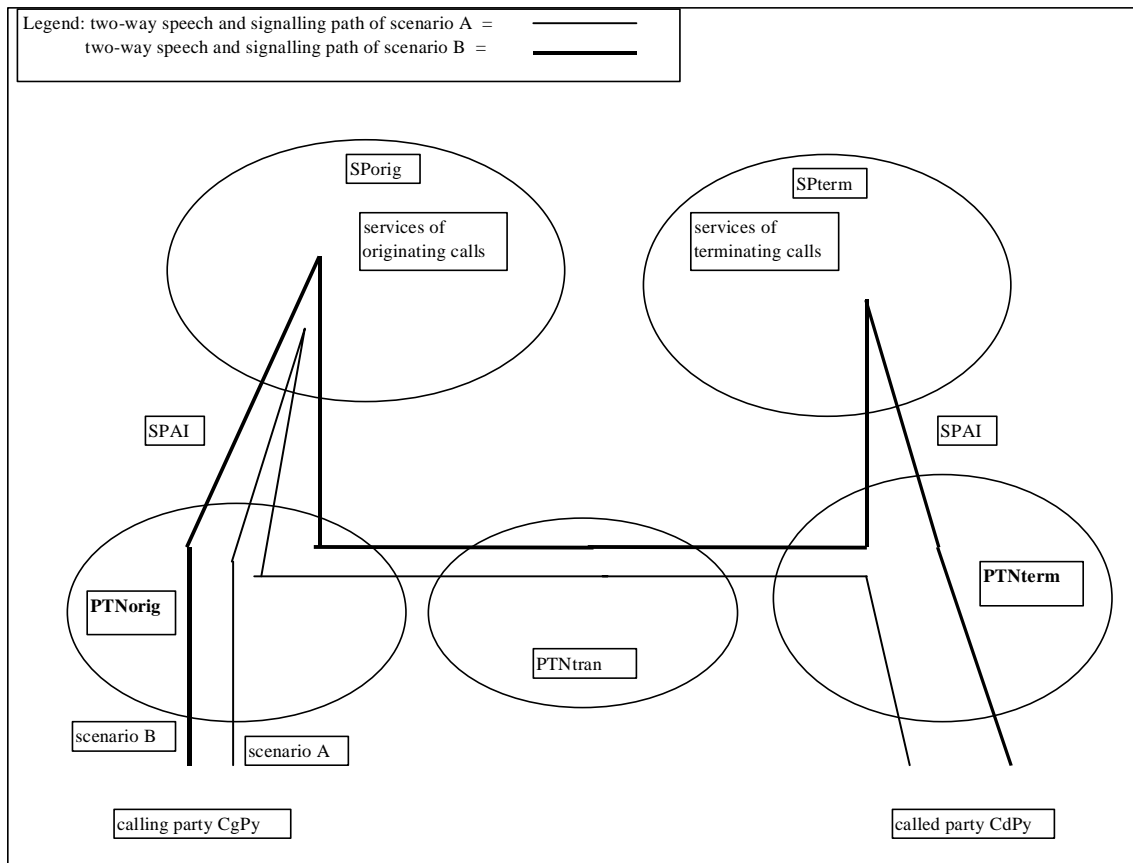 Legend: two-way speech and signalling path of scenario A =
two-way speech and signalling path of scenario B =
SPorig
SPterm
services of
originating calls
services of
terminating calls
SPAI
SPAI
PTNorig
PTNterm
PTNtran
scenario B
scenario A
calling party CgPy
called party CdPy